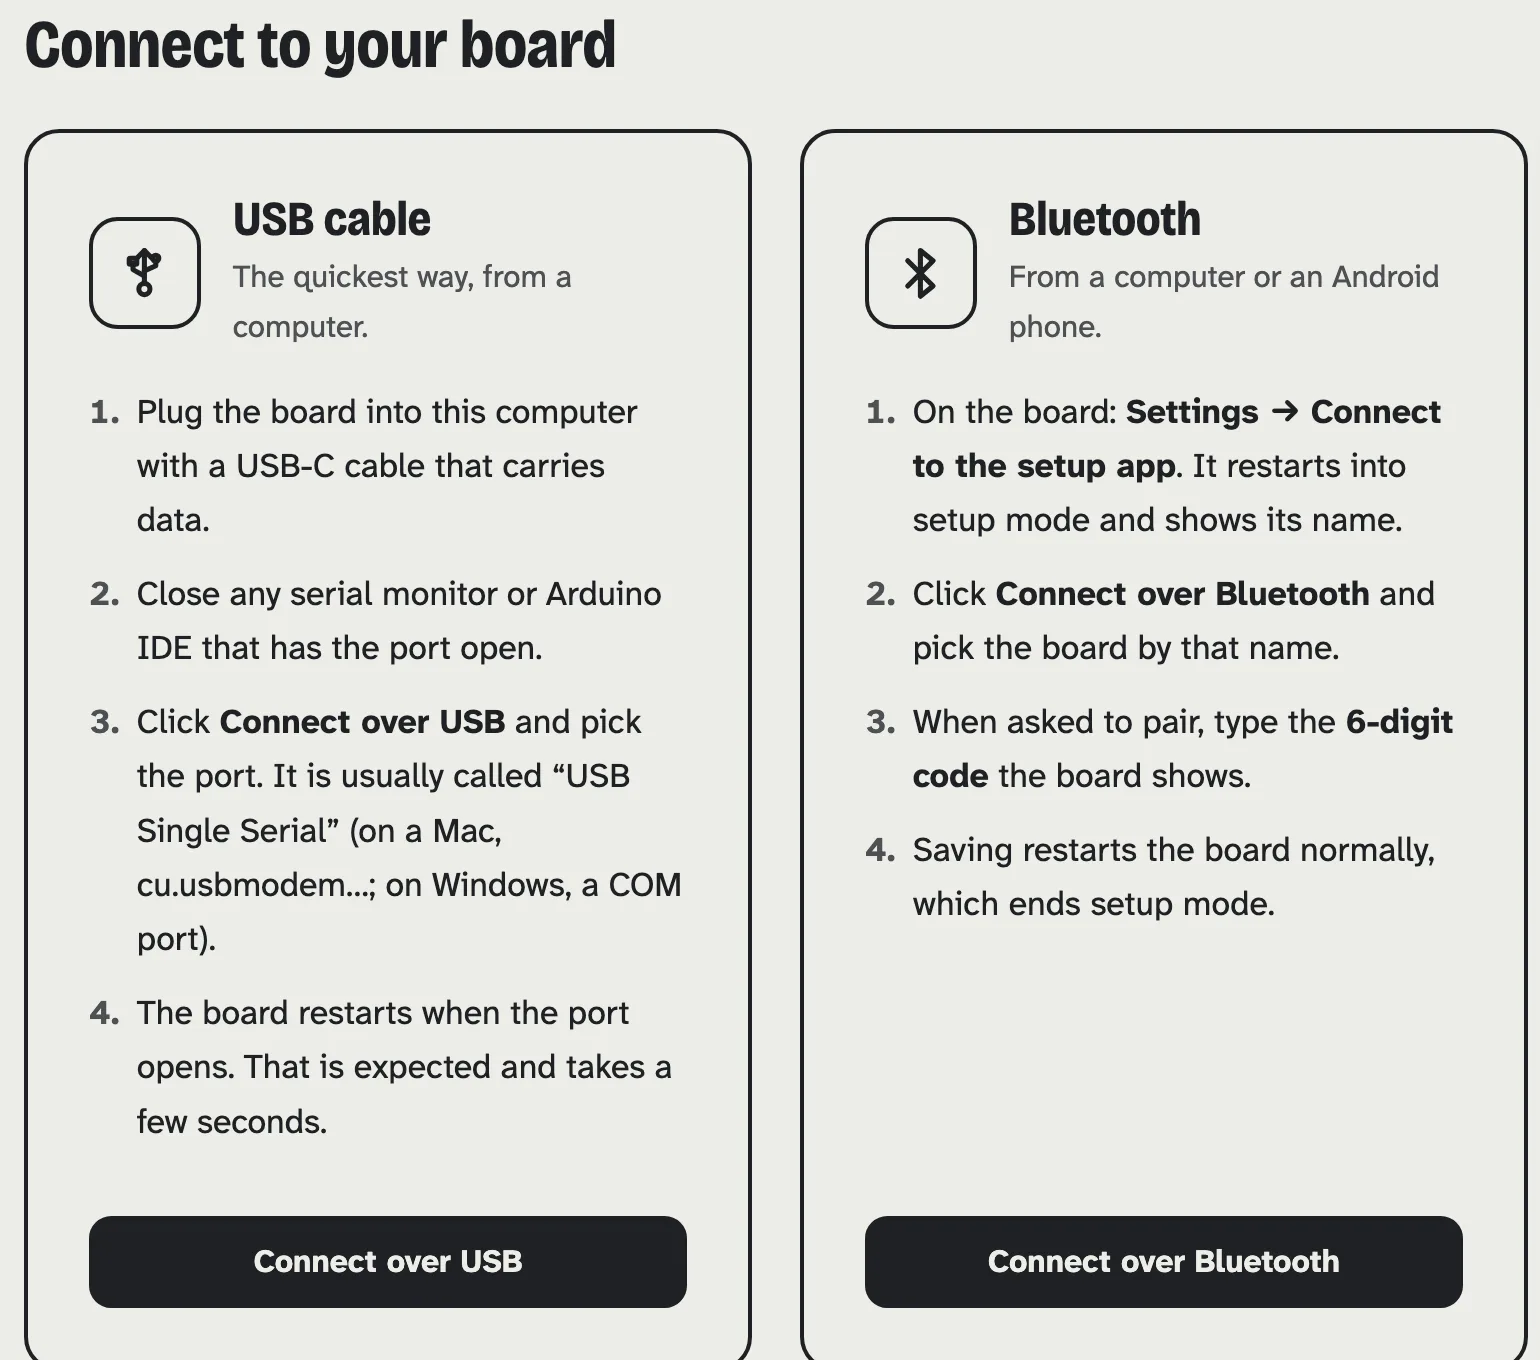 Connect to your board
USB cable
The quickest way, from a
computer.
1. Plug the board into this computer
with a USB-C cable that carries
data.
2. Close any serial monitor or Arduino
IDE that has the port open.
3. Click Connect over USB and pick
the port. It is usually called “USB
Single Serial” (on a Mac,
cu.usbmodem…; on Windows, a COM
port).
4. The board restarts when the port
opens. That is expected and takes a
few seconds.
Connect over USB
Bluetooth
From a computer or an Android
phone.
1. On the board: Settings → Connect
to the setup app. It restarts into
setup mode and shows its name.
2. Click Connect over Bluetooth and
pick the board by that name.
3. When asked to pair, type the 6-digit
code the board shows.
4. Saving restarts the board normally,
which ends setup mode.
Connect over Bluetooth